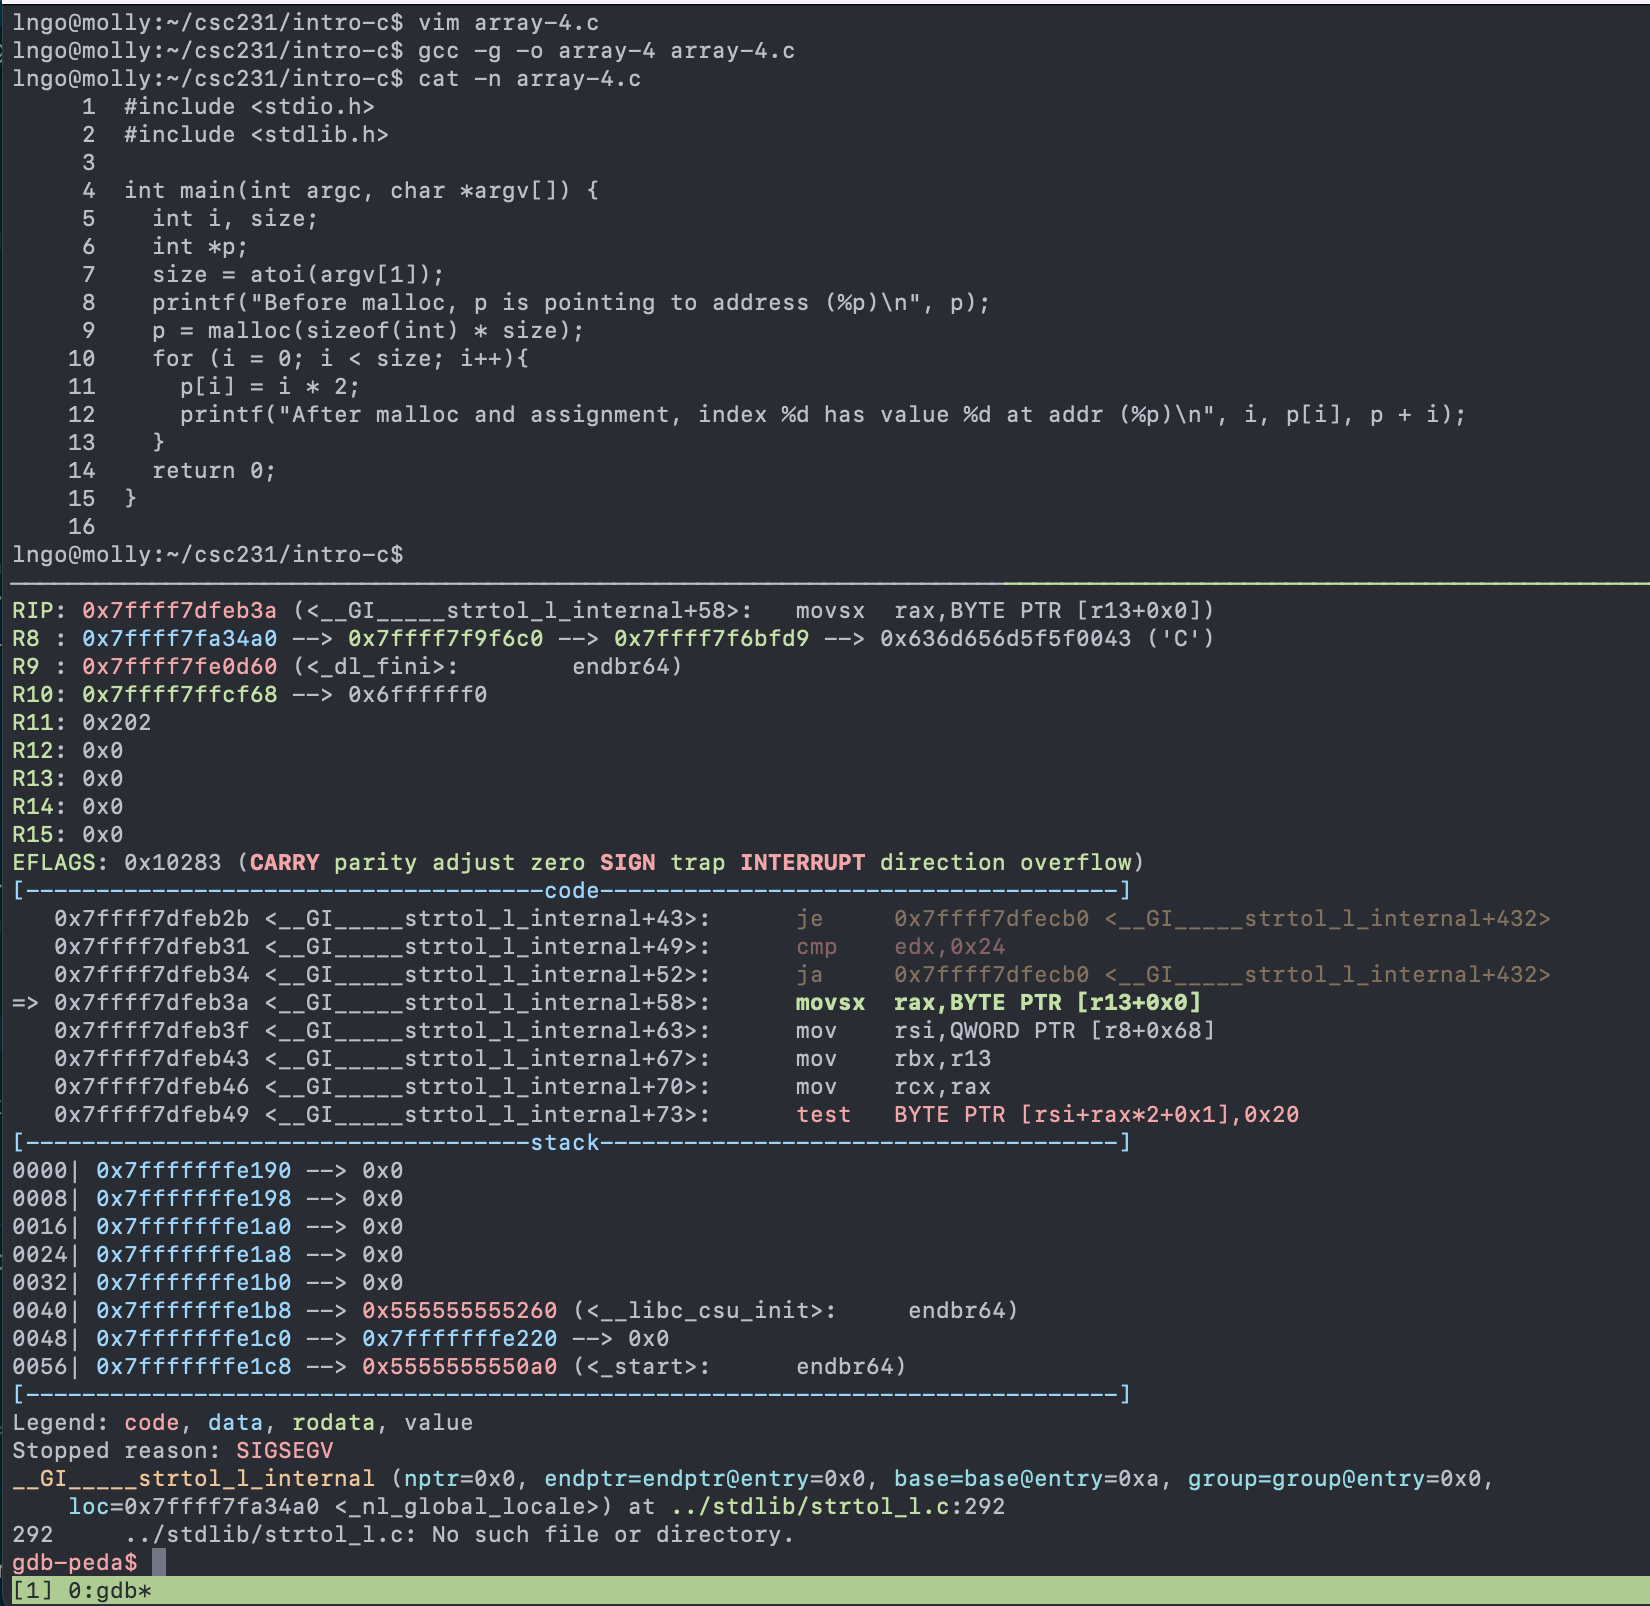 lngo@molly:~/csc231/intro-c$ vim array-4.c
lngo@molly:~/csc231/intro-c$ gcc -g -o array-4 array-4.c
lngo@molly:~/csc231/intro-c$ cat -n array-4.c
     1  #include <stdio.h>
     2  #include <stdlib.h>
     3
     4  int main(int argc, char *argv[]) {
     5    int i, size;
     6    int *p;
     7    size = atoi(argv[1]);
     8    printf("Before malloc, p is pointing to address (%p)\n", p);
     9    p = malloc(sizeof(int) * size);
    10    for (i = 0; i < size; i++){
    11      p[i] = i * 2;
    12      printf("After malloc and assignment, index %d has value %d at addr (%p)\n", i, p[i], p + i);
    13    }
    14    return 0;
    15  }
    16
lngo@molly:~/csc231/intro-c$
RIP: 0x7ffff7dfeb3a (<__GI_____strtol_l_internal+58>:   movsx  rax,BYTE PTR [r13+0x0])
R8 : 0x7ffff7fa34a0 --> 0x7ffff7f9f6c0 --> 0x7ffff7f6bfd9 --> 0x636d656d5f5f0043 ('C')
R9 : 0x7ffff7fe0d60 (<_dl_fini>:        endbr64)
R10: 0x7ffff7ffcf68 --> 0x6ffffff0
R11: 0x202
R12: 0x0
R13: 0x0
R14: 0x0
R15: 0x0
EFLAGS: 0x10283 (CARRY parity adjust zero SIGN trap INTERRUPT direction overflow)
[-------------------------------------code-------------------------------------]
   0x7ffff7dfeb2b <__GI_____strtol_l_internal+43>:      je     0x7ffff7dfecb0 <__GI_____strtol_l_internal+432>
   0x7ffff7dfeb31 <__GI_____strtol_l_internal+49>:      cmp    edx,0x24
   0x7ffff7dfeb34 <__GI_____strtol_l_internal+52>:      ja     0x7ffff7dfecb0 <__GI_____strtol_l_internal+432>
=> 0x7ffff7dfeb3a <__GI_____strtol_l_internal+58>:      movsx  rax,BYTE PTR [r13+0x0]
   0x7ffff7dfeb3f <__GI_____strtol_l_internal+63>:      mov    rsi,QWORD PTR [r8+0x68]
   0x7ffff7dfeb43 <__GI_____strtol_l_internal+67>:      mov    rbx,r13
   0x7ffff7dfeb46 <__GI_____strtol_l_internal+70>:      mov    rcx,rax
   0x7ffff7dfeb49 <__GI_____strtol_l_internal+73>:      test   BYTE PTR [rsi+rax*2+0x1],0x20
[------------------------------------stack-------------------------------------]
0000| 0x7fffffffe190 --> 0x0
0008| 0x7fffffffe198 --> 0x0
0016| 0x7fffffffe1a0 --> 0x0
0024| 0x7fffffffe1a8 --> 0x0
0032| 0x7fffffffe1b0 --> 0x0
0040| 0x7fffffffe1b8 --> 0x555555555260 (<__libc_csu_init>:     endbr64)
0048| 0x7fffffffe1c0 --> 0x7fffffffe220 --> 0x0
0056| 0x7fffffffe1c8 --> 0x5555555550a0 (<_start>:      endbr64)
[------------------------------------------------------------------------------]
Legend: code, data, rodata, value
Stopped reason: SIGSEGV
__GI_____strtol_l_internal (nptr=0x0, endptr=endptr@entry=0x0, base=base@entry=0xa, group=group@entry=0x0,
    loc=0x7ffff7fa34a0 <_nl_global_locale>) at ../stdlib/strtol_l.c:292
292     ../stdlib/strtol_l.c: No such file or directory.
gdb-peda$
[1] 0:gdb*